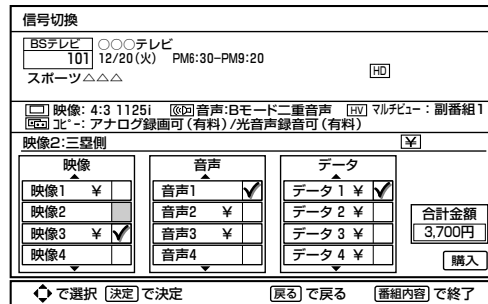 信号切換
BSテレビ ○○○テレビ
101 12/20(火) PM6:30-PM9:20
スポーツ△△△ HD
映像: 4:3 1125i 音声:Bモード二重音声 HV マルチビュー：副番組1
コピー: アナログ録画可(有料)/光音声録音可(有料)
映像2:三塁側 ¥
映像 音声 データ
映像1 ¥ 音声1 データ 1 ¥
映像2 音声2 ¥ データ 2 ¥
映像3 ¥ 音声3 ¥ データ 3 ¥
映像4 音声4 データ 4 ¥
合計金額
3,700円
購入
で選択 決定 で決定 戻る で戻る 番組内容 で終了